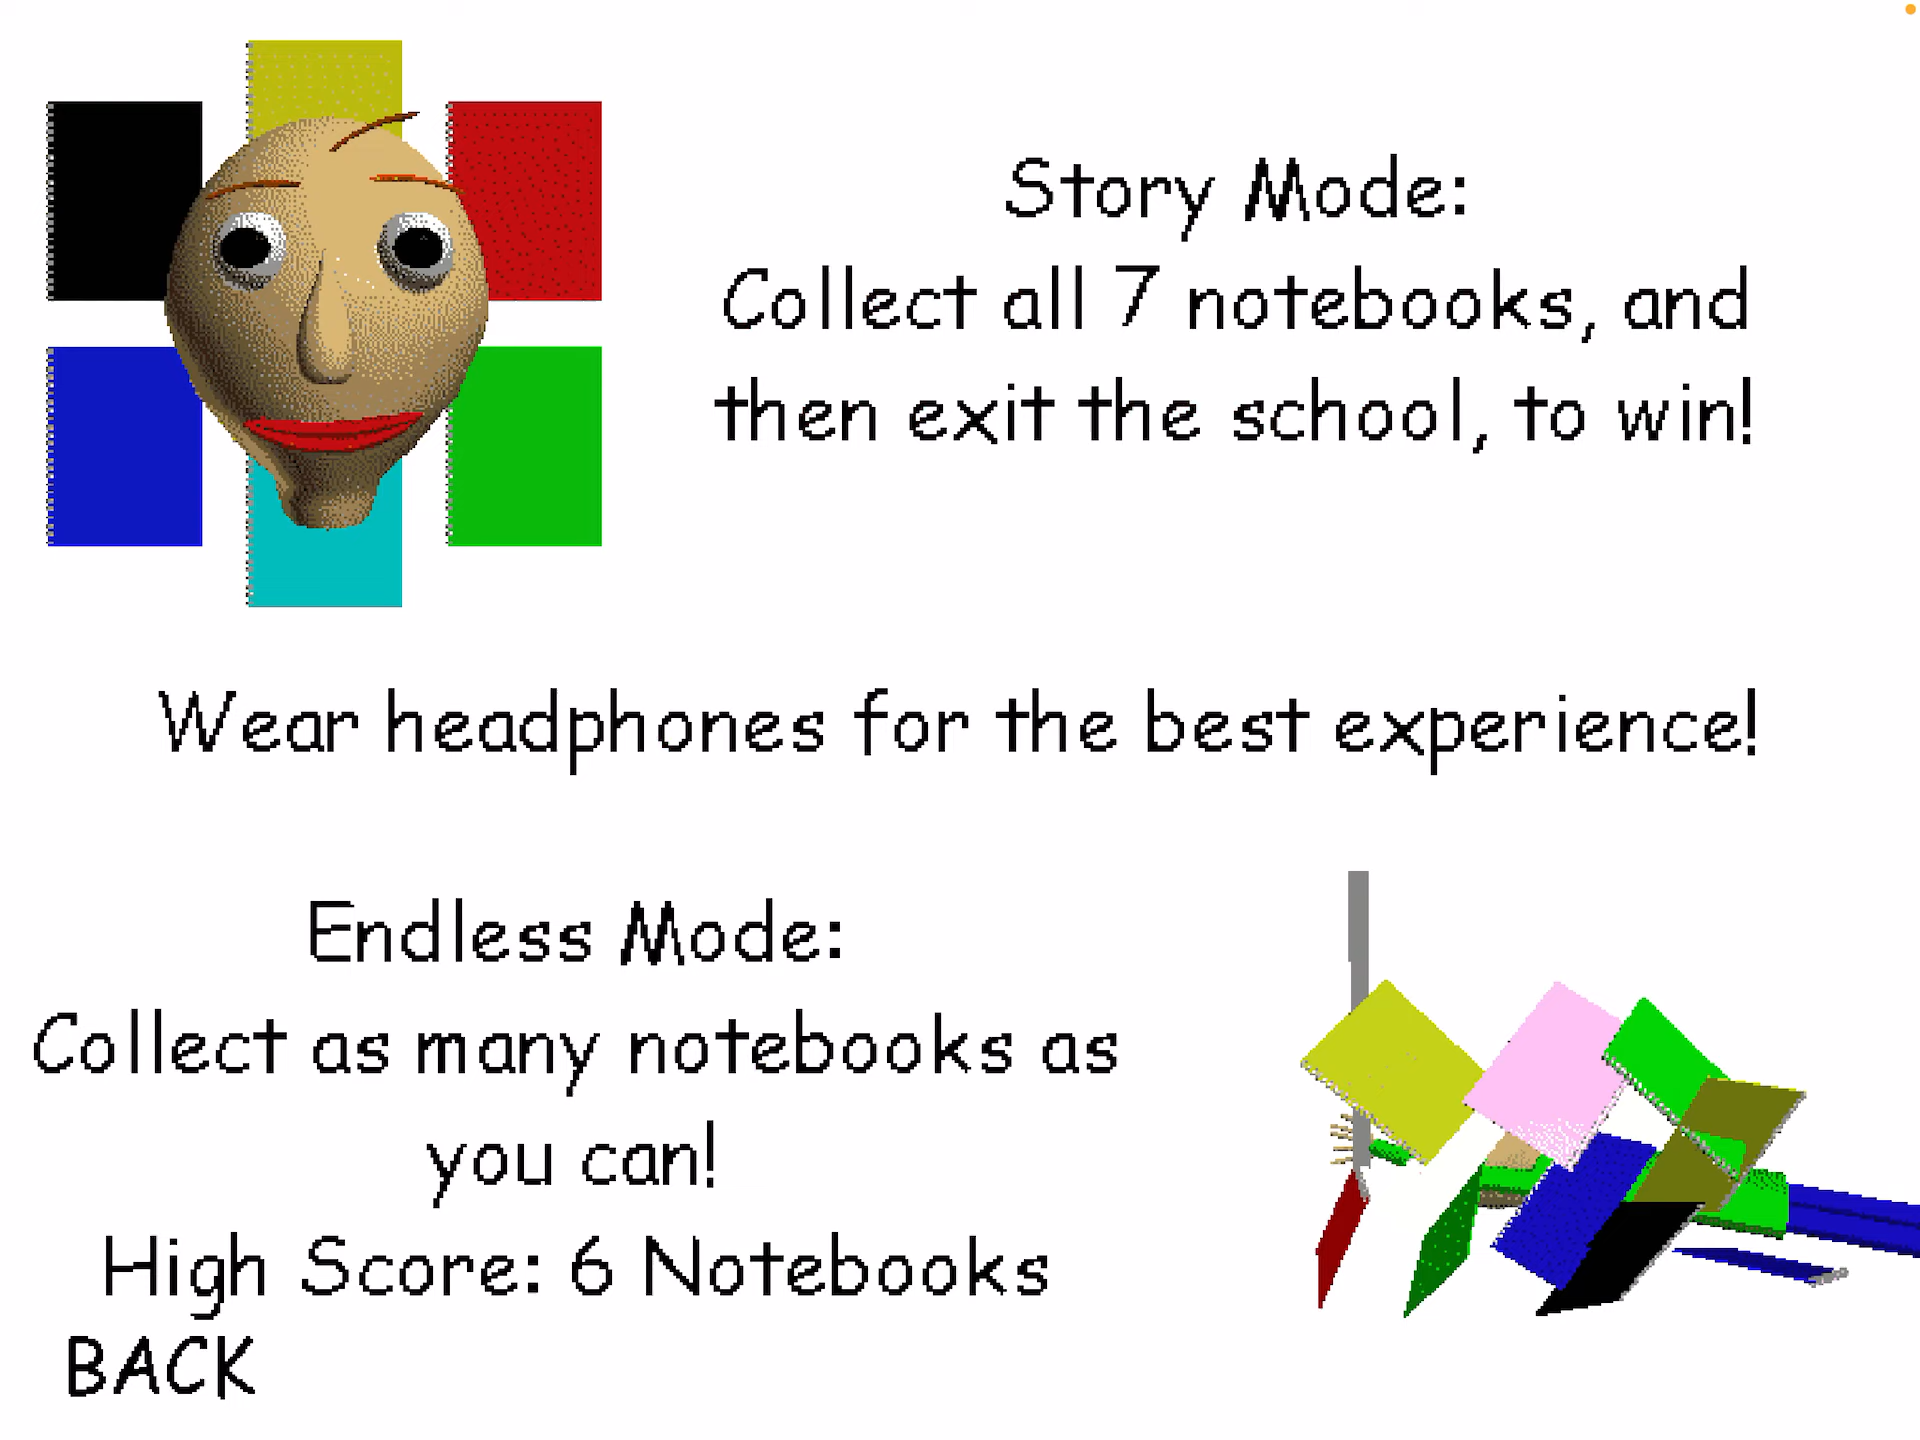 Story Mode:
Collect all 7 notebooks, and
then exit the school, to win!
Wear headphones for the best experience!
Endless Mode:
Collect as many notebooks as
you can!
High Score: 6 Notebooks
BACK